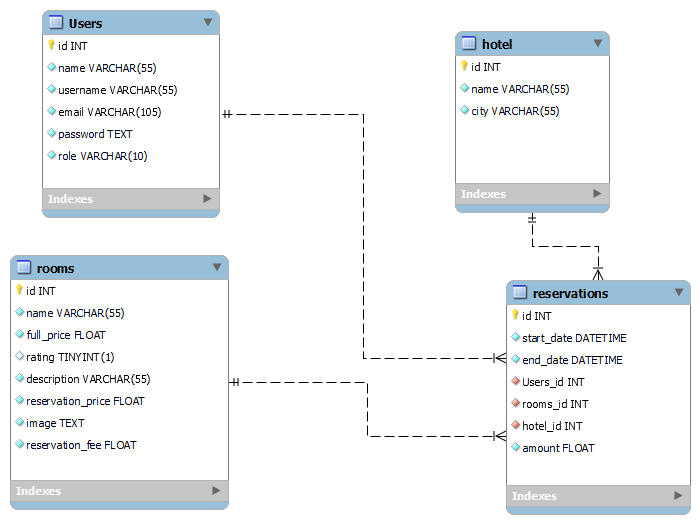 Users
id INT
name VARCHAR(55)
username VARCHAR(55)
email VARCHAR(105)
password TEXT
role VARCHAR(10)
Indexes
hotel
id INT
name VARCHAR(55)
city VARCHAR(55)
Indexes
rooms
id INT
name VARCHAR(55)
full_price FLOAT
rating TINYINT(1)
description VARCHAR(55)
reservation_price FLOAT
image TEXT
reservation_fee FLOAT
Indexes
reservations
id INT
start_date DATETIME
end_date DATETIME
Users_id INT
rooms_id INT
hotel_id INT
amount FLOAT
Indexes